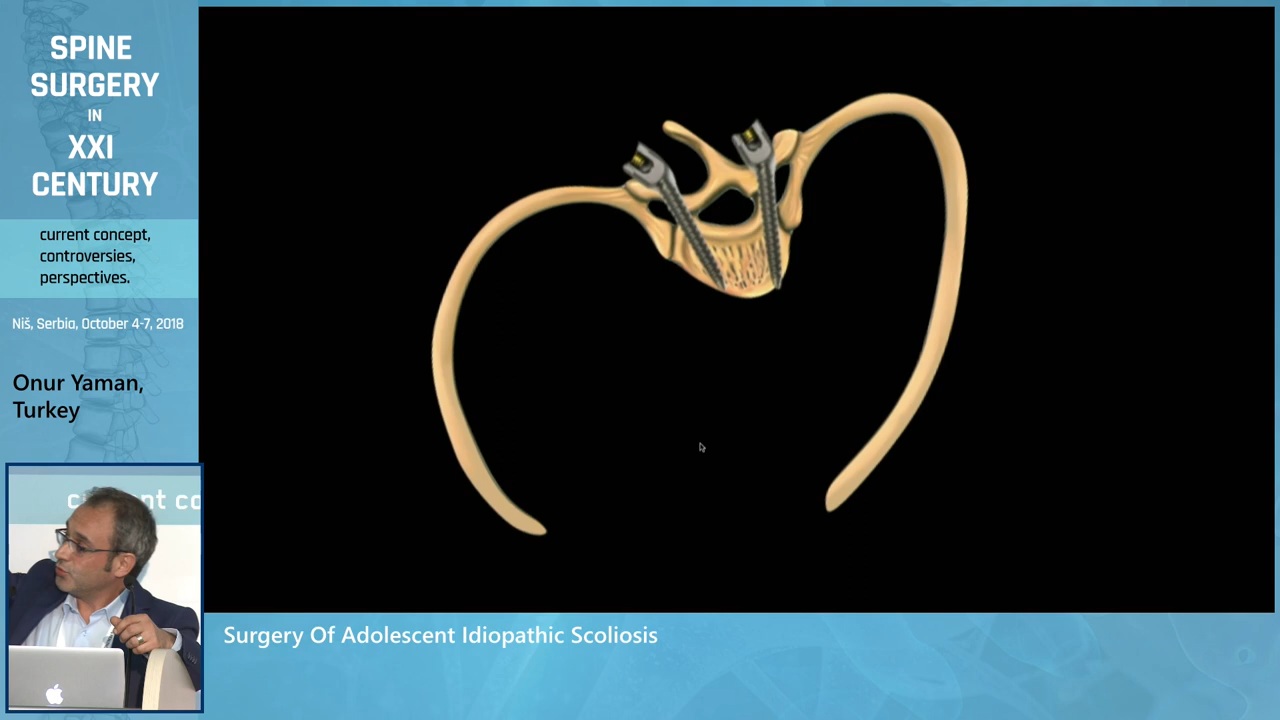 SPINE
SURGERY
IN
XXI
CENTURY
current concept,
controversies,
perspectives.
Niš, Serbia, October 4-7, 2018
Onur Yaman,
Turkey
Surgery Of Adolescent Idiopathic Scoliosis